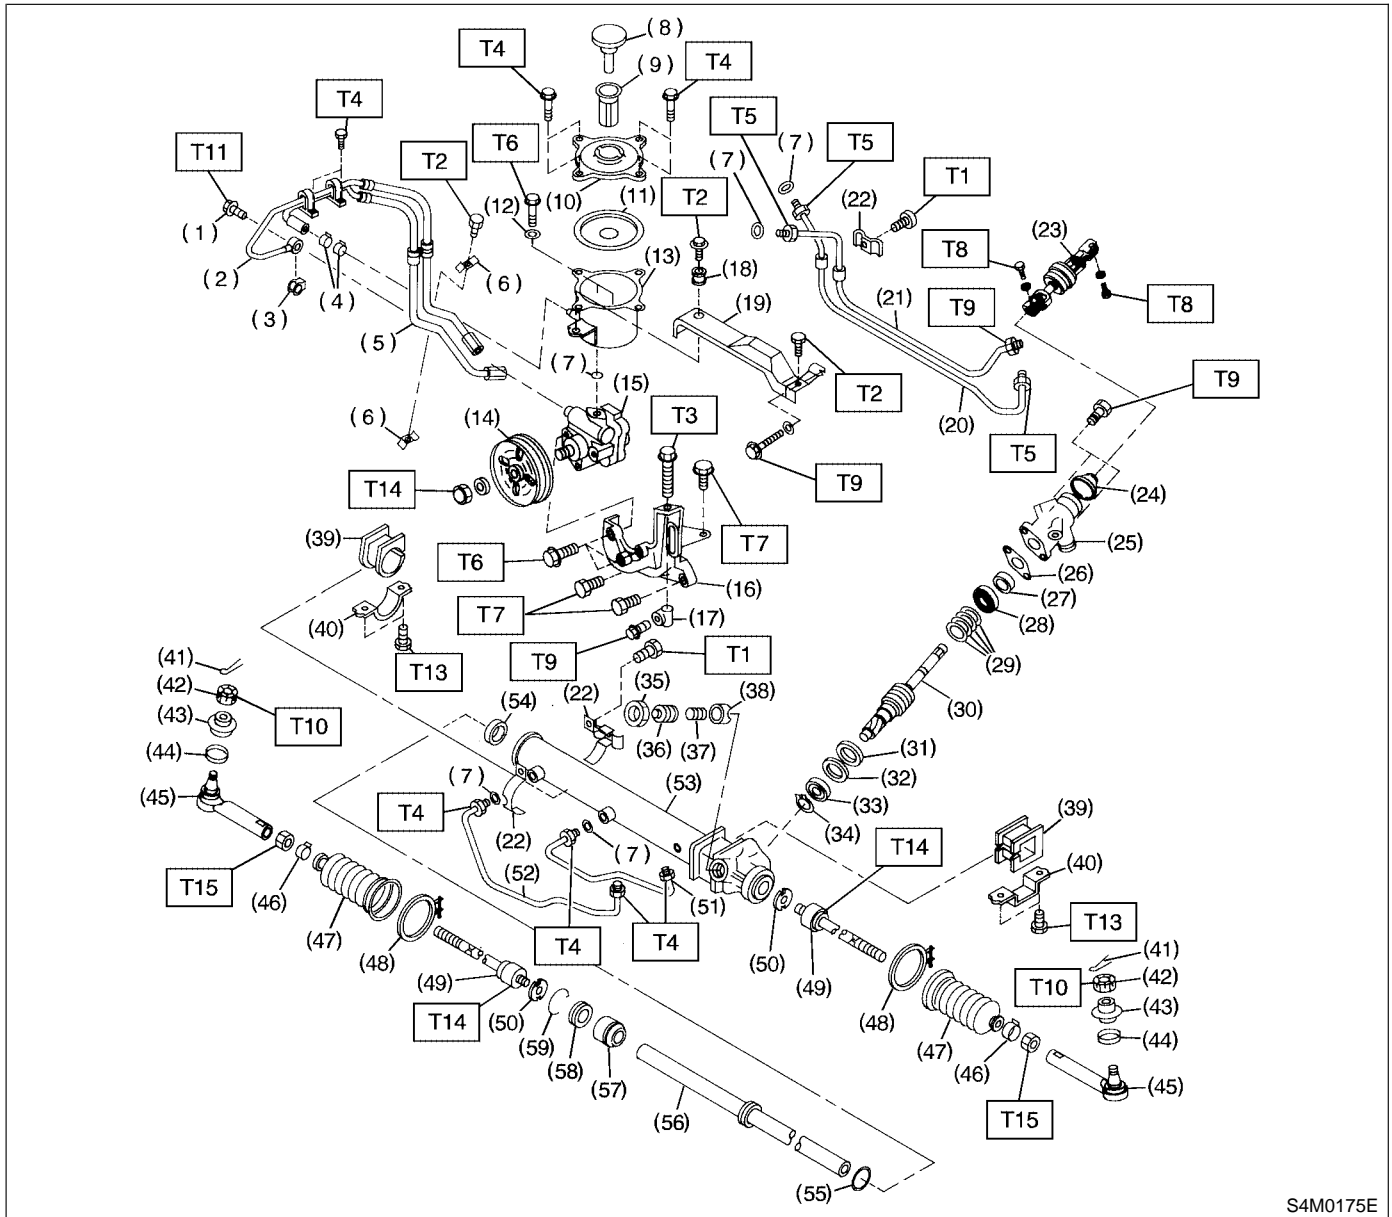 (8)
T4
(9)
T4
T4
T5
(7)
T5
T11
T2
T6
(7)
T1
(10)
(11)
T2
(22)
(12)
(23)
T8
(1)
(13)
(2)
(6)
(18)
T8
(3)
(4)
(19)
(21)
T9
(5)
(7)
T2
T9
(15)
(20)
(6)
(14)
T3
T5
T14
T9
(24)
(39)
T7
(25)
T6
(26)
(16)
(27)
T7
(28)
(40)
(17)
(29)
(41)
T13
T9
T1
(42)
(22)
(35)
(38)
(30)
(54)
(43)
T10
(36)
(37)
(31)
(44)
(32)
(53)
(7)
(33)
(45)
T4
(34)
(39)
(22)
(7)
T14
(40)
(52)
T15
(46)
(51)
T13
(47)
(50)
T4
T4
(41)
(48)
(49)
T10
(42)
(49)
(48)
(43)
T14
(50)
(47)
(44)
(59)
(46)
(58)
(45)
(57)
T15
(56)
(55)
S4M0175E